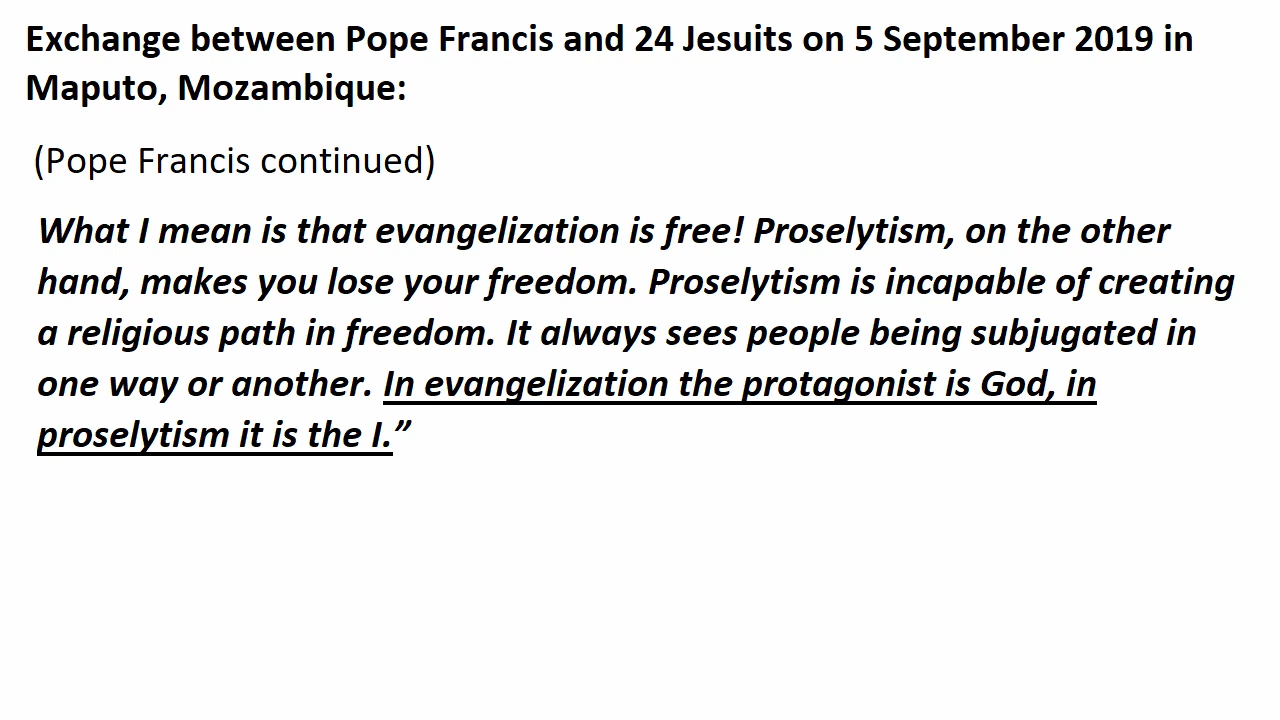 Exchange between Pope Francis and 24 Jesuits on 5 September 2019 in
Maputo, Mozambique:
(Pope Francis continued)
What I mean is that evangelization is free! Proselytism, on the other
hand, makes you lose your freedom. Proselytism is incapable of creating
a religious path in freedom. It always sees people being subjugated in
one way or another. In evangelization the protagonist is God, in
proselytism it is the I.”